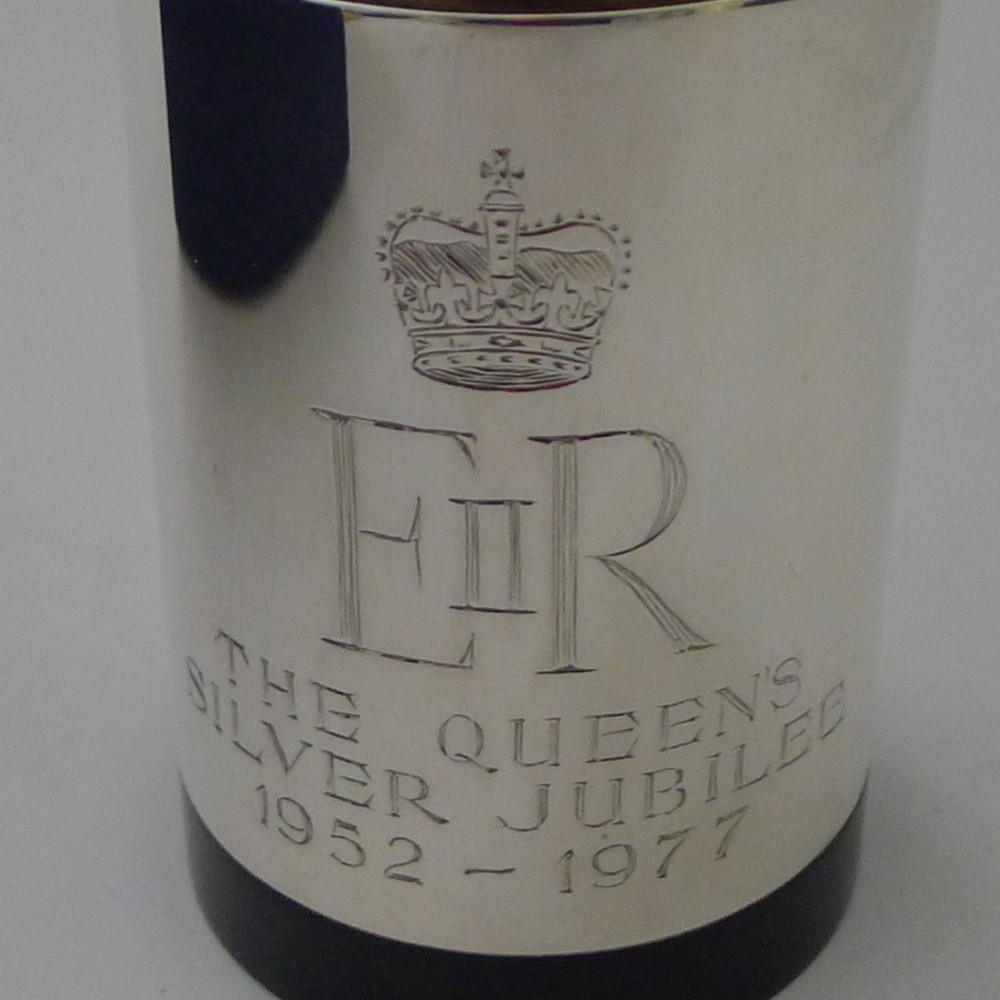 EIIR
THE QUEEN'S
SILVER JUBILEE
1952 - 1977